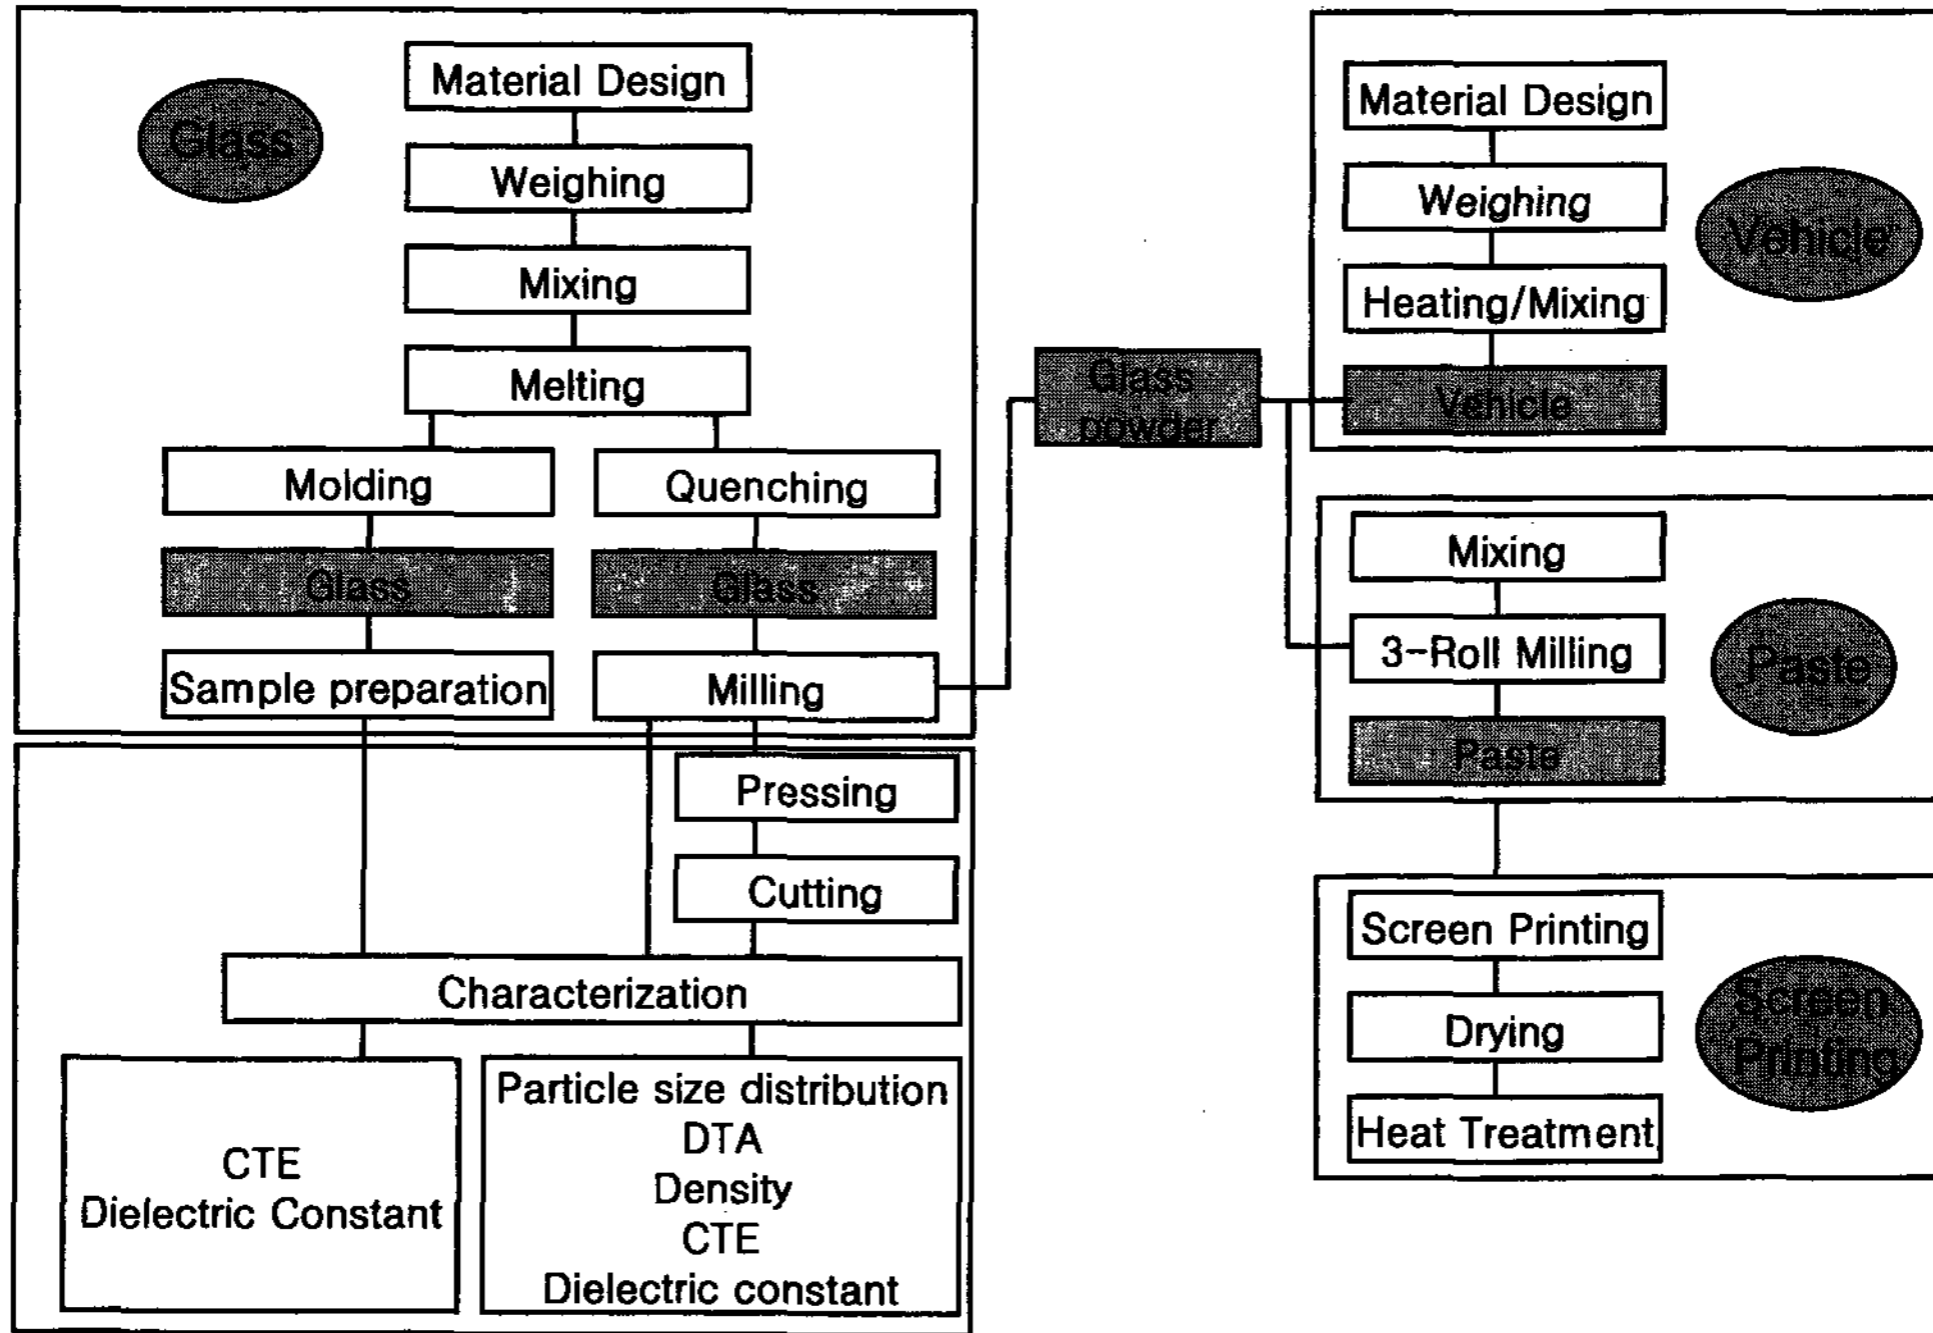 Glass
Material Design
Weighing
Mixing
Melting
Molding
Quenching
Glass
Glass
Sample preparation
Milling
Pressing
Cutting
Characterization
CTE
Dielectric Constant
Particle size distribution
DTA
Density
CTE
Dielectric constant
Glass
powder
Material Design
Weighing
Heating/Mixing
Vehicle
Vehicle
Mixing
3-Roll Milling
Paste
Paste
Screen Printing
Drying
Heat Treatment
Screen
Printing